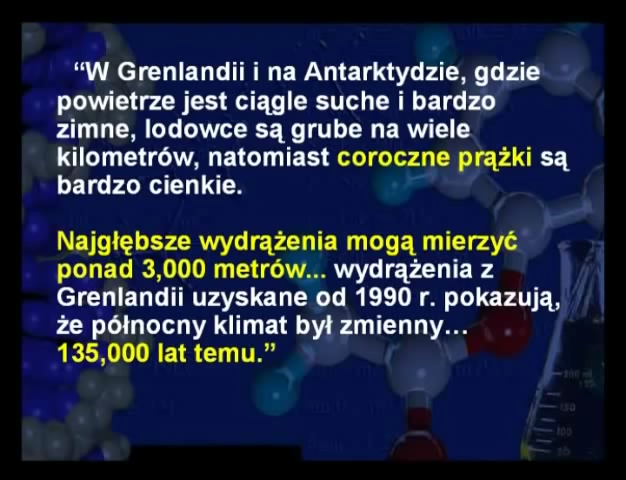 “W Grenlandii i na Antarktydzie, gdzie
powietrze jest ciągle suche i bardzo
zimne, lodowce są grube na wiele
kilometrów, natomiast coroczne prążki są
bardzo cienkie.
Najgłębsze wydrążenia mogą mierzyć
ponad 3,000 metrów... wydrążenia z
Grenlandii uzyskane od 1990 r. pokazują,
że północny klimat był zmienny…
135,000 lat temu.”
150
100